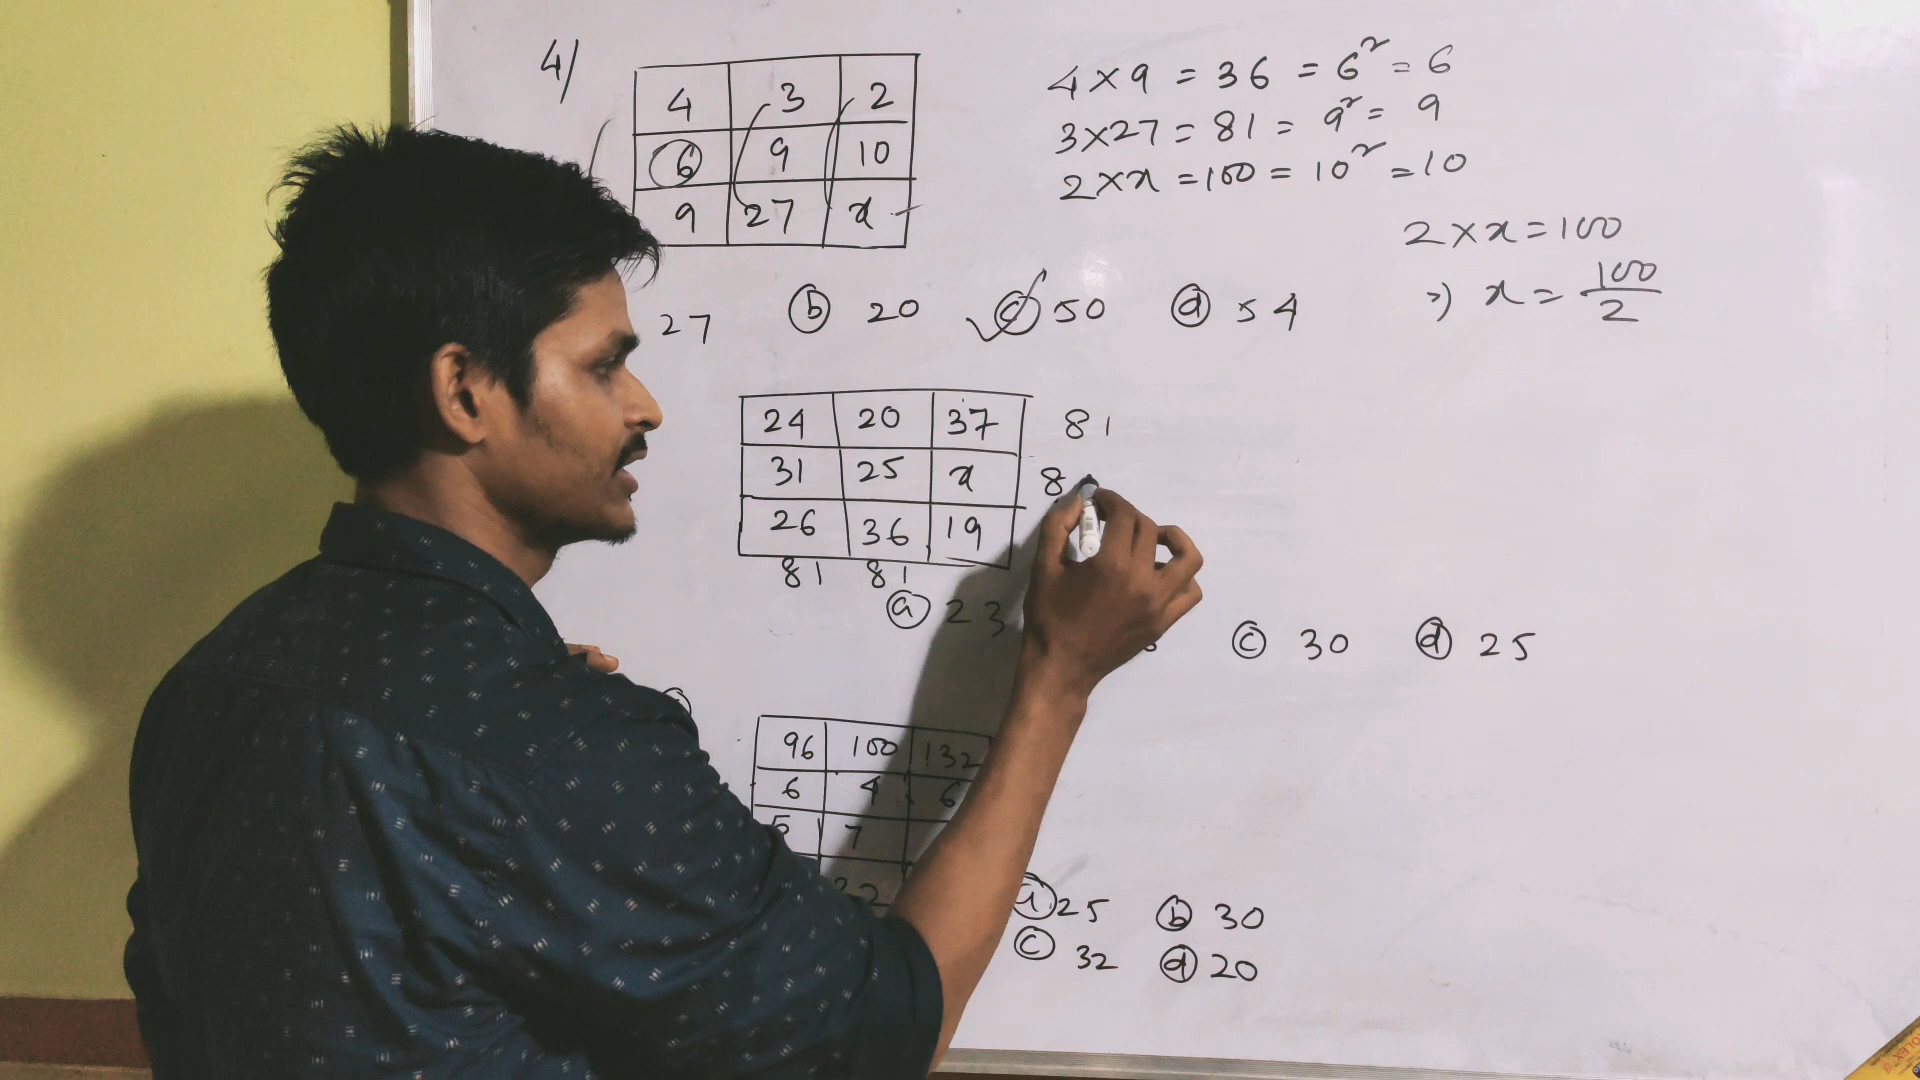 4/
4 3 2
6 9 10
9 27 x
4 × 9 = 36 = 6² = 6
3 × 27 = 81 = 9² = 9
2 × x = 100 = 10² = 10
2 × x = 100
⇒ x = 100/2
27 (b) 20 (c) 50 (d) 54
24 20 37 81
31 25 x 8
26 36 19
81 81
(a) 23 (c) 30 (d) 25
96 100 132
6 4 6
5 7
(a) 25 (b) 30
(c) 32 (d) 20